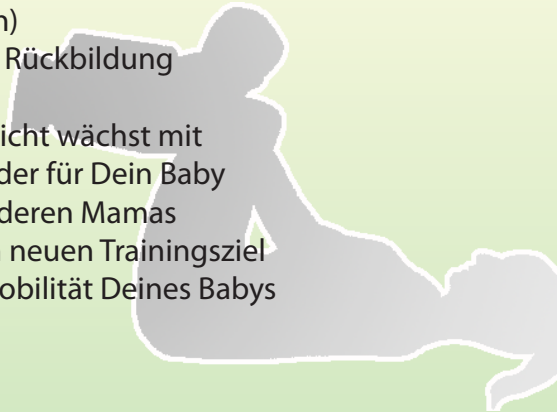 n)
Rückbildung
icht wächst mit
der für Dein Baby
deren Mamas
neuen Trainingsziel
obilität Deines Babys